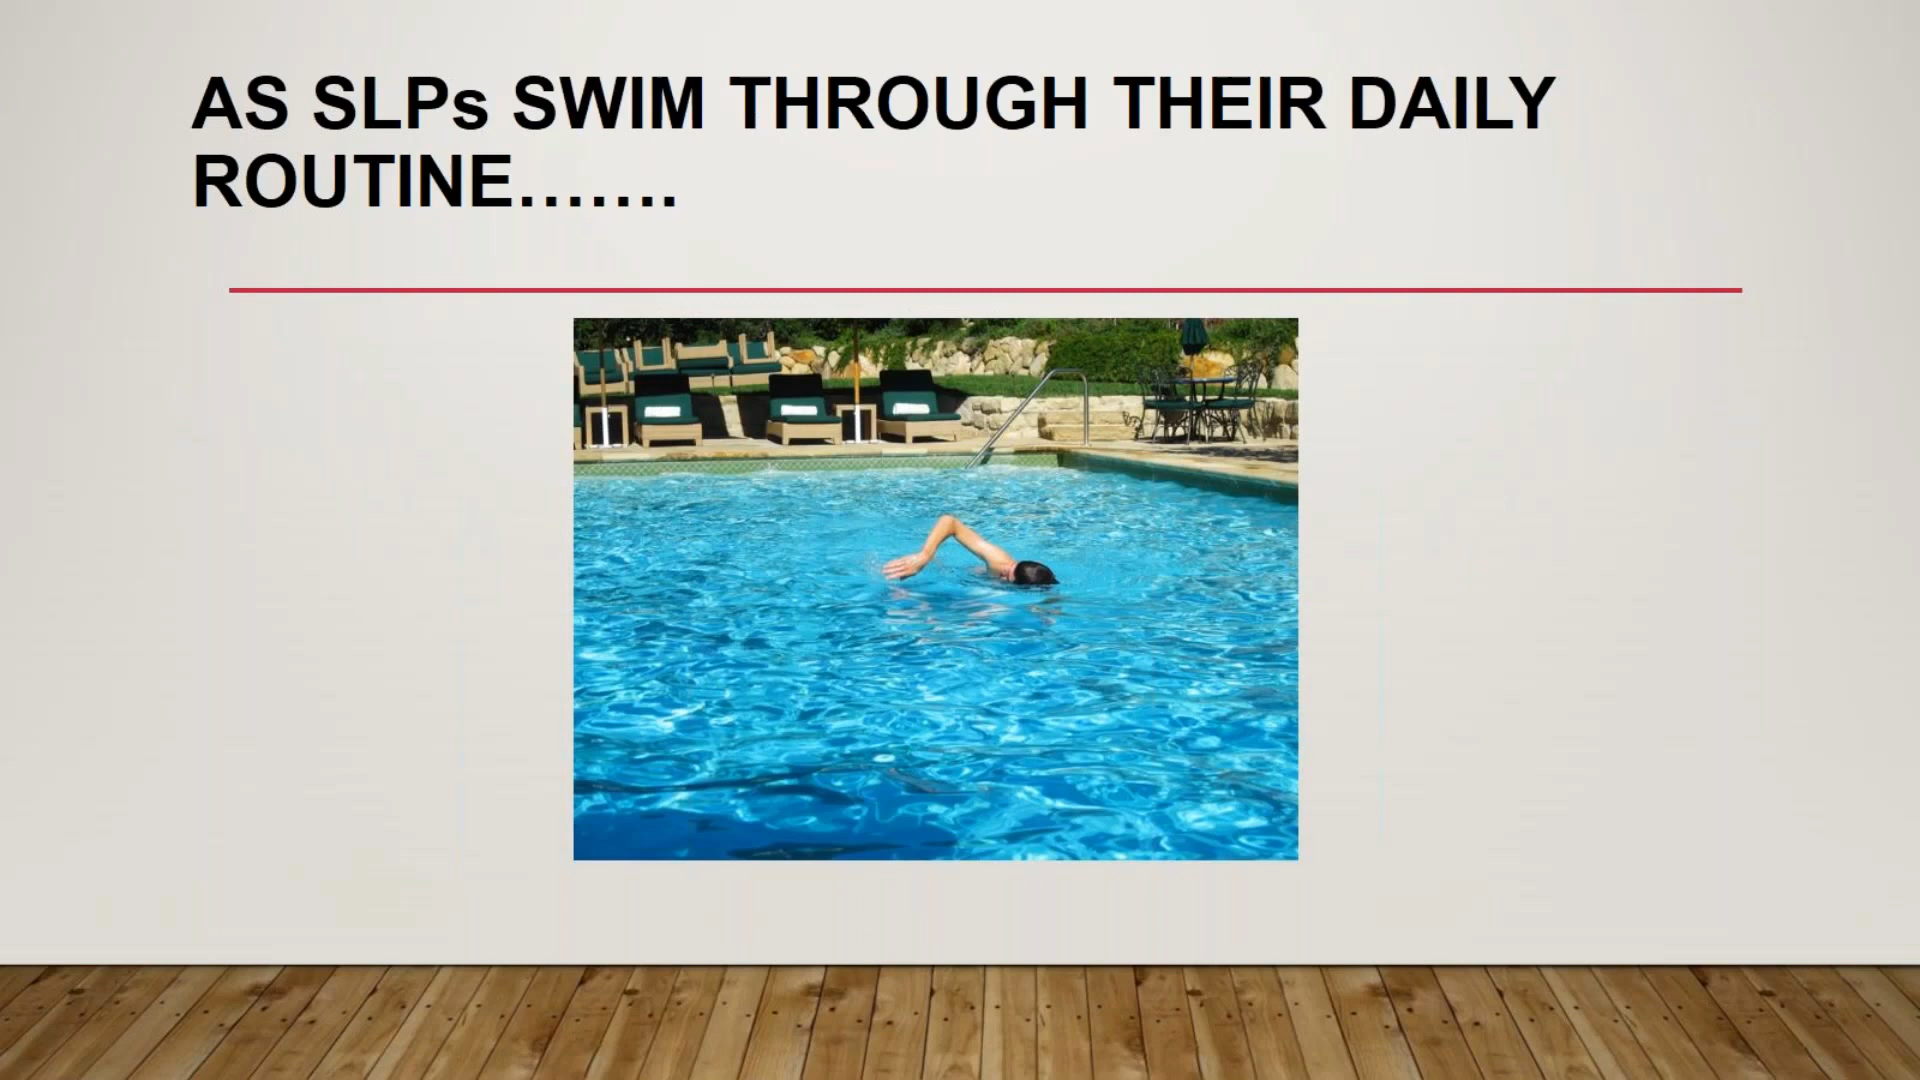 AS SLPs SWIM THROUGH THEIR DAILY
ROUTINE.......